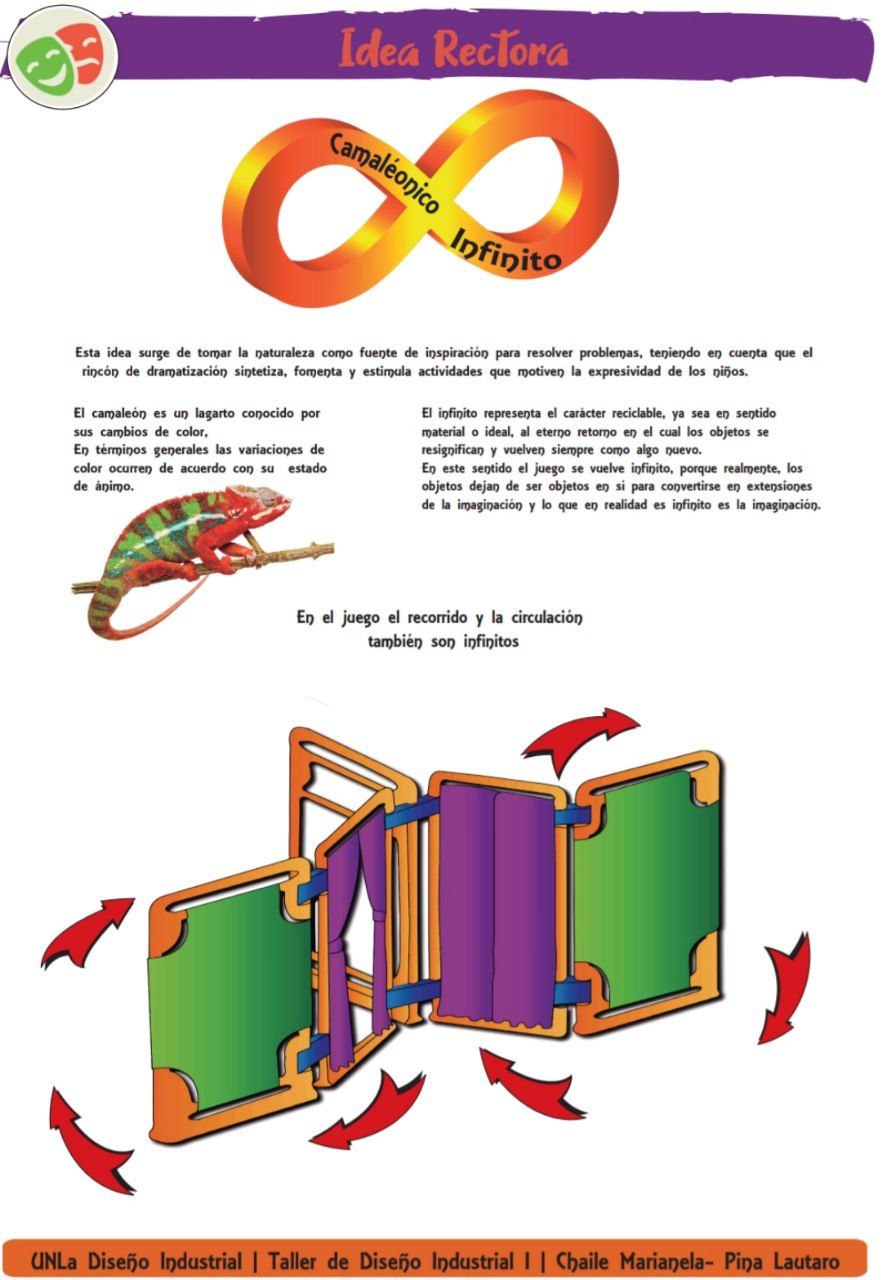 Idea Rectora
Camaléonico
Infinito
Esta idea surge de tomar la naturaleza como fuente de inspiración para resolver problemas, teniendo en cuenta que el
rincón de dramatización sintetiza, fomenta y estimula actividades que motiven la expresividad de los niños.
El camaleón es un lagarto conocido por
sus cambios de color,
En términos generales las variaciones de
color ocurren de acuerdo con su estado
de ánimo.
El infinito representa el carácter reciclable, ya sea en sentido
material o ideal, al eterno retorno en el cual los objetos se
resignifican y vuelven siempre como algo nuevo.
En este sentido el juego se vuelve infinito, porque realmente, los
objetos dejan de ser objetos en si para convertirse en extensiones
de la imaginación y lo que en realidad es infinito es la imaginación.
En el juego el recorrido y la circulación
también son infinitos
UNLa Diseño Industrial | Taller de Diseño Industrial I | Chaile Marianela- Pina Lautaro